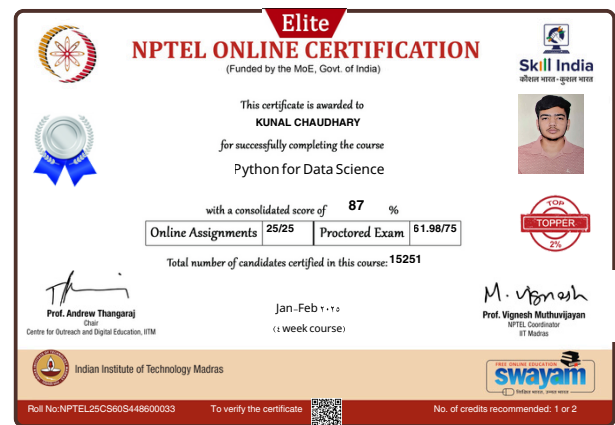 Elite
NPTEL ONLINE CERTIFICATION
(Funded by the MoE, Govt. of India)
Skill India
कौशल भारत-कुशल भारत
This certificate is awarded to
KUNAL CHAUDHARY
for successfully completing the course
Python for Data Science
with a consolidated score of 87 %
Online Assignments 25/25 Proctored Exam 61.98/75
Total number of candidates certified in this course: 15251
TOP
TOPPER
2%
Prof. Andrew Thangaraj
Chair
Centre for Outreach and Digital Education, IITM
Jan-Feb ٢٠٢٥
(٤ week course)
M. Vignesh
Prof. Vignesh Muthuvijayan
NPTEL Coordinator
IIT Madras
Indian Institute of Technology Madras
FREE ONLINE EDUCATION
swayam
शिक्षित भारत, उन्नत भारत
Roll No:NPTEL25CS60S448600033
To verify the certificate
No. of credits recommended: 1 or 2